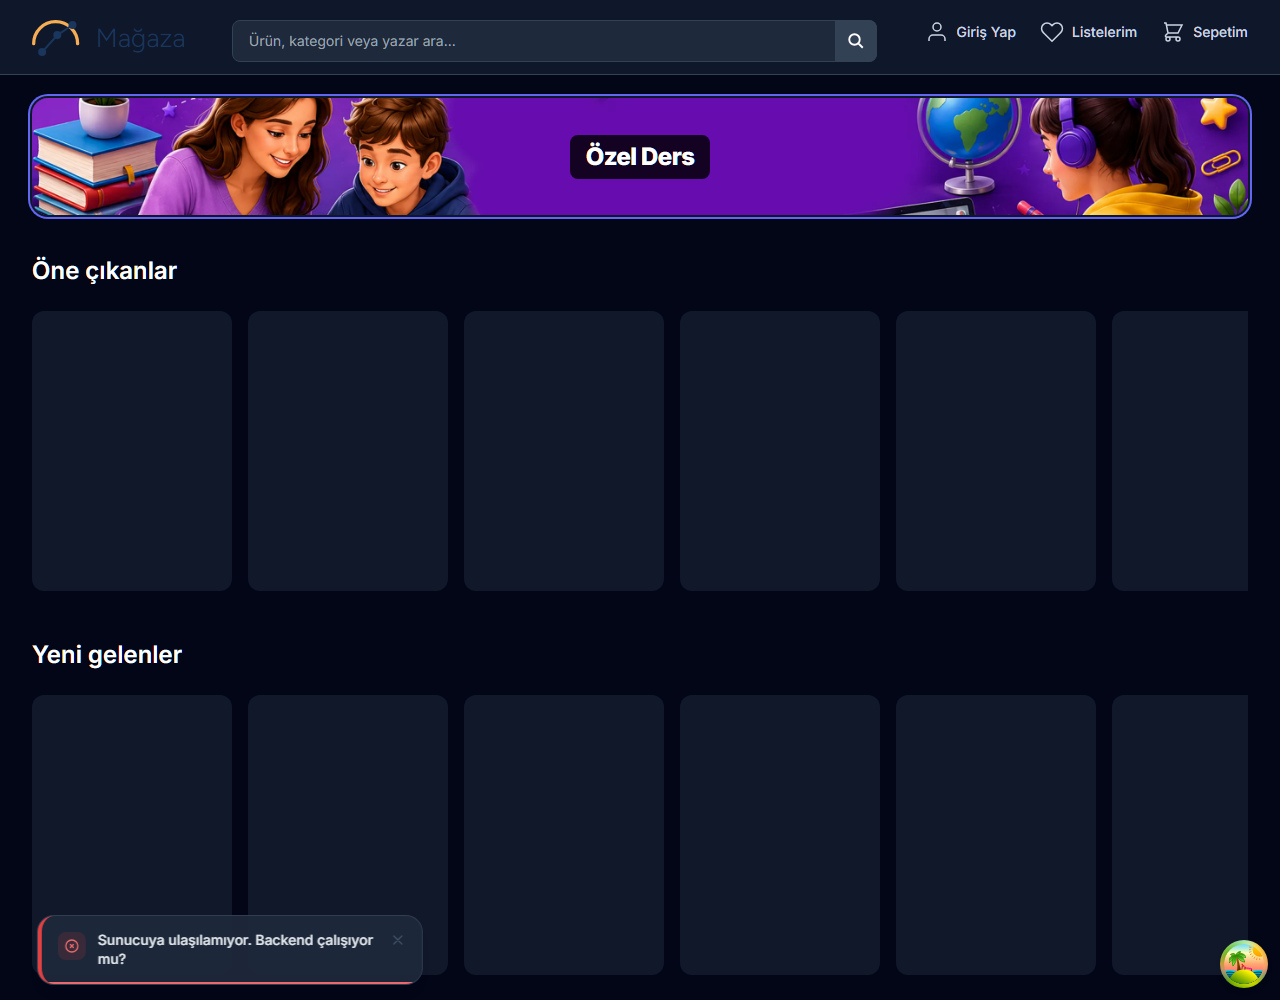 Mağaza
Ürün, kategori veya yazar ara...
Giriş Yap
Listelerim
Sepetim
Özel Ders
Öne çıkanlar
Yeni gelenler
Sunucuya ulaşılamıyor. Backend çalışıyor
mu?